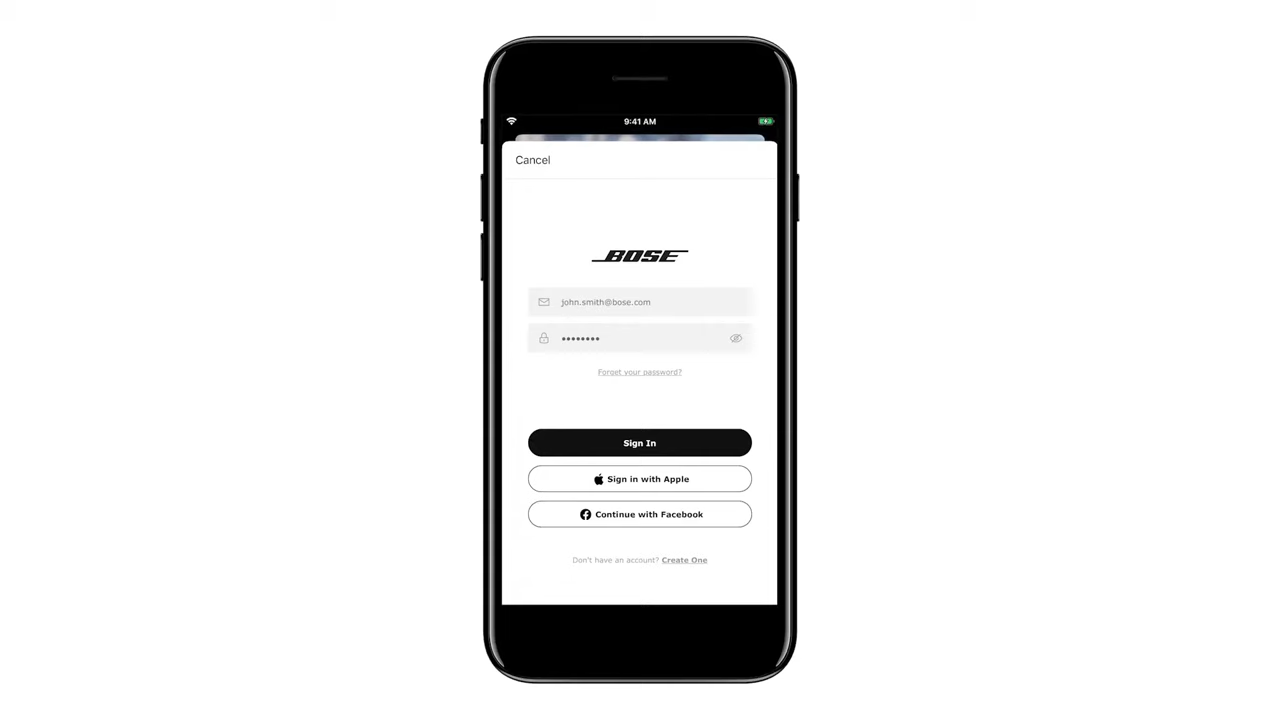 9:41 AM
Cancel
BOSE
john.smith@bose.com
••••••••
Forget your password?
Sign In
Sign in with Apple
Continue with Facebook
Don't have an account? Create One